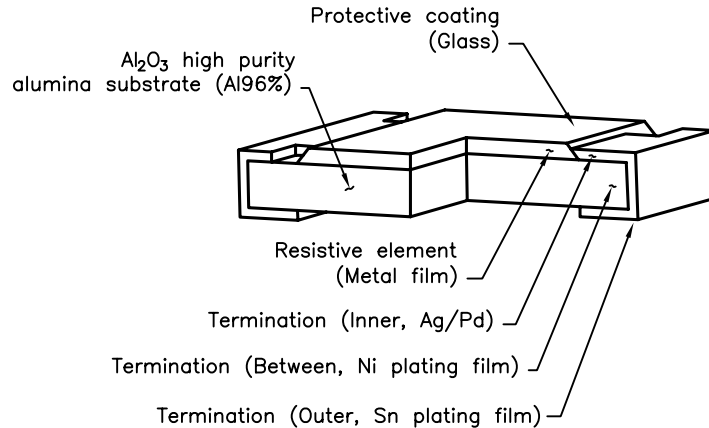 Protective coating
(Glass)
Al₂O₃ high purity
alumina substrate (Al96%)
Resistive element
(Metal film)
Termination (Inner, Ag/Pd)
Termination (Between, Ni plating film)
Termination (Outer, Sn plating film)